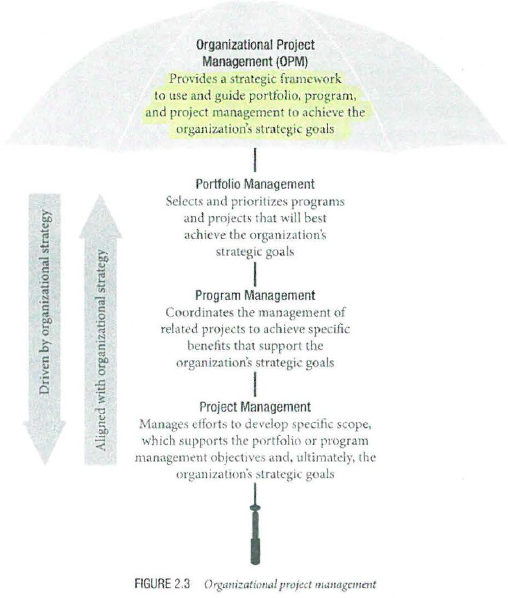 Organizational Project
Management (OPM)
Provides a strategic framework
to use and guide portfolio, program,
and project management to achieve the
organization's strategic goals
Portfolio Management
Selects and prioritizes programs
and projects that will best
achieve the organization's
strategic goals
Driven by organizational strategy
Aligned with organizational strategy
Program Management
Coordinates the management of
related projects to achieve specific
benefits that support the
organization's strategic goals
Project Management
Manages efforts to develop specific scope,
which supports the portfolio or program
management objectives and, ultimately, the
organization's strategic goals
FIGURE 2.3 Organizational project management